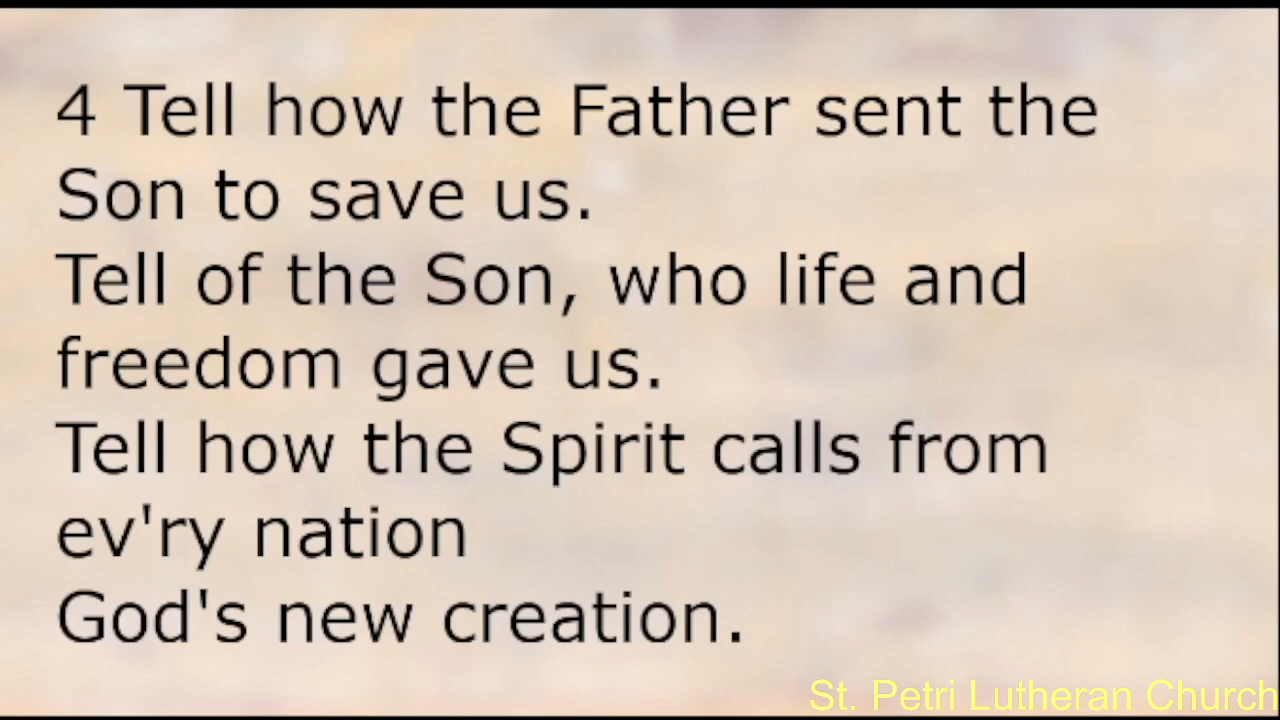 4 Tell how the Father sent the
Son to save us.
Tell of the Son, who life and
freedom gave us.
Tell how the Spirit calls from
ev'ry nation
God's new creation.
St. Petri Lutheran Church